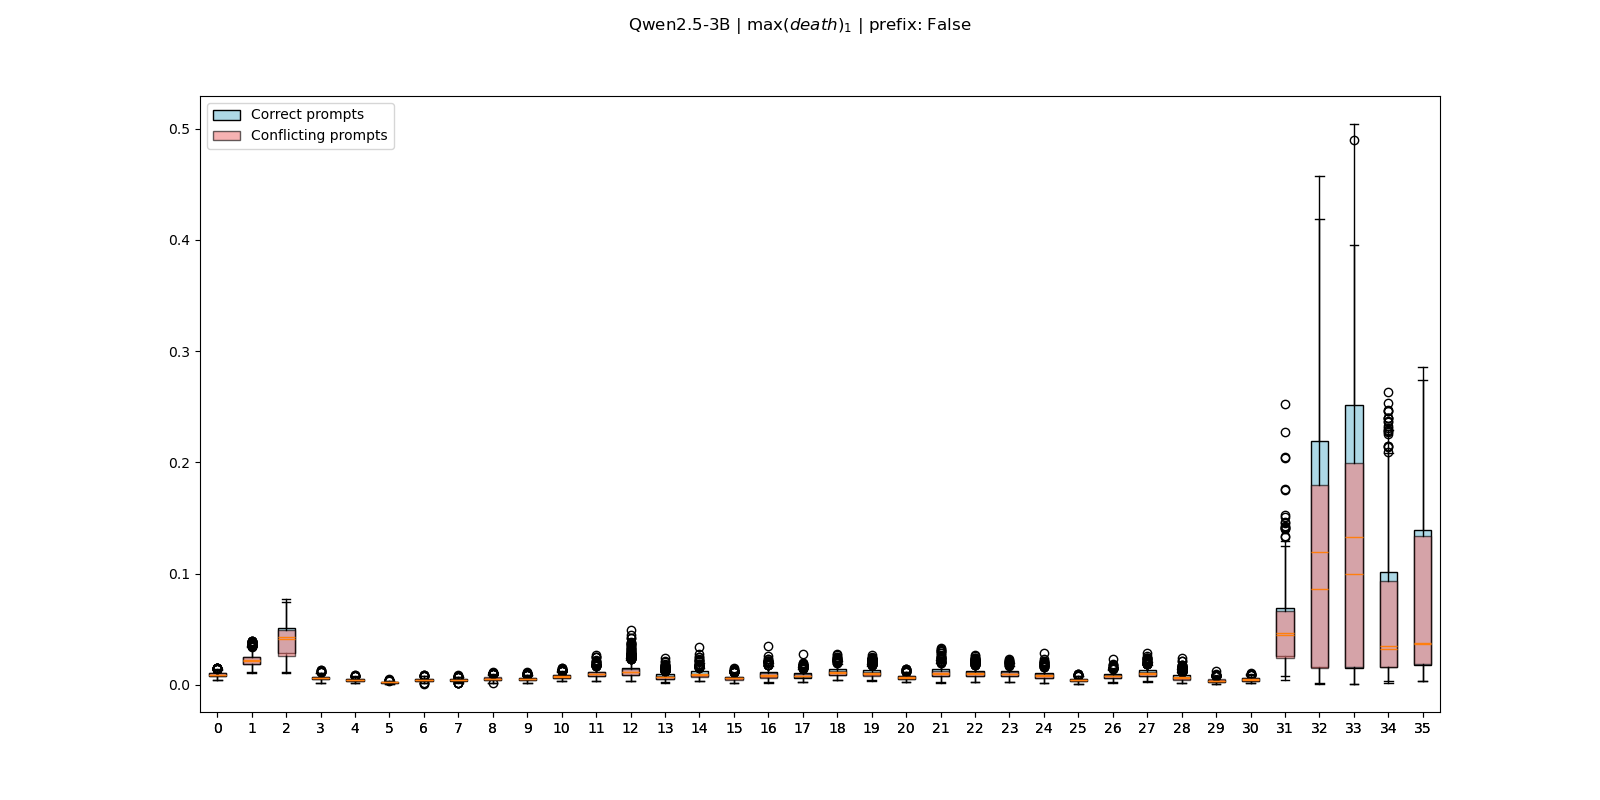 Qwen2.5-3B | max(death)₁ | prefix: False
Correct prompts
Conflicting prompts
0.5
0.4
0.3
0.2
0.1
0.0
0 1 2 3 4 5 6 7 8 9 10 11 12 13 14 15 16 17 18 19 20 21 22 23 24 25 26 27 28 29 30 31 32 33 34 35